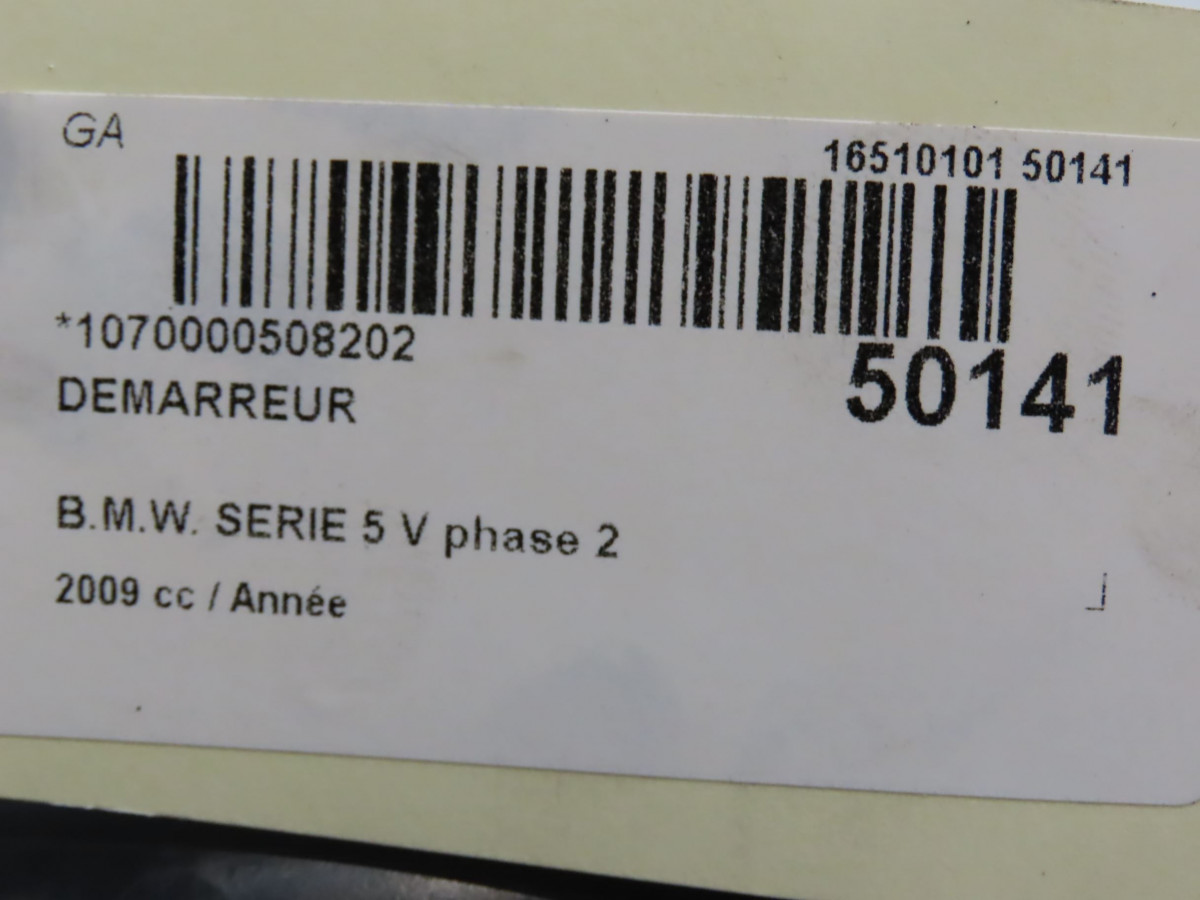 GA
16510101 50141
*1070000508202
50141
DEMARREUR
B.M.W. SERIE 5 V phase 2
2009 cc / Année